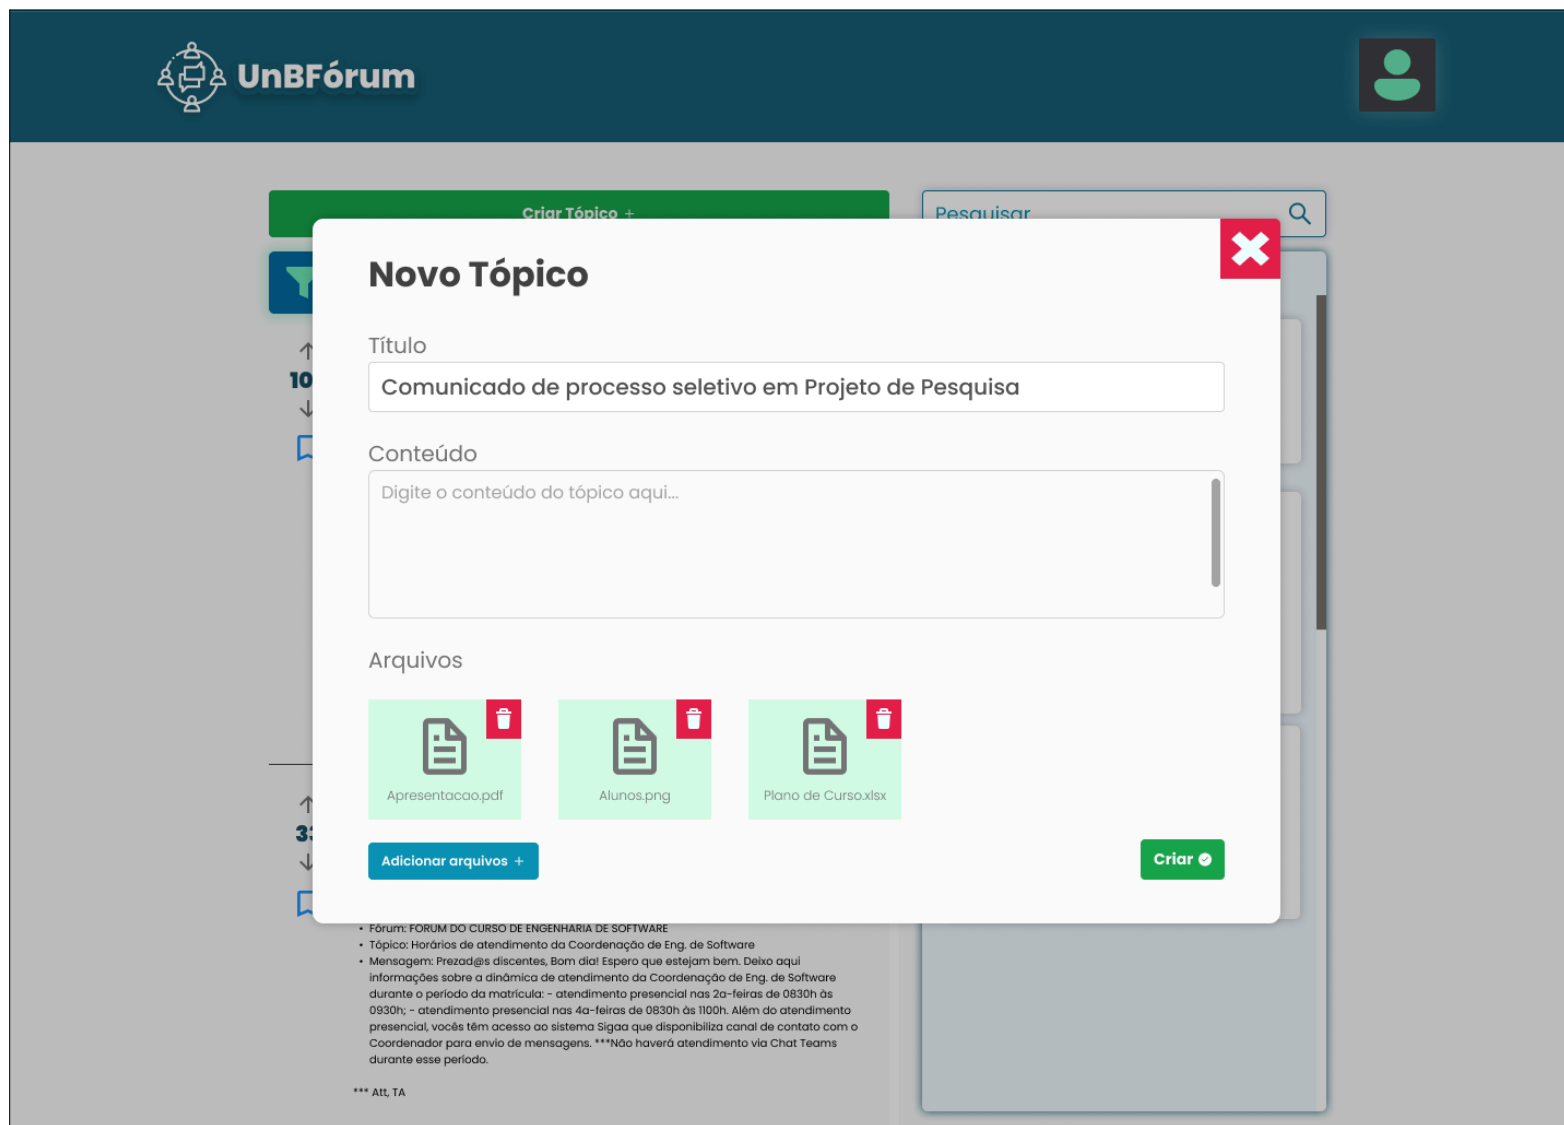 UnBFórum
Criar Tópico +
Pesquisar
Novo Tópico
Título
Comunicado de processo seletivo em Projeto de Pesquisa
10
Conteúdo
Digite o conteúdo do tópico aqui...
Arquivos
Apresentacao.pdf
Alunos.png
Plano de Curso.xlsx
33
Adicionar arquivos +
Criar
• Fórum: FÓRUM DO CURSO DE ENGENHARIA DE SOFTWARE
• Tópico: Horários de atendimento da Coordenação de Eng. de Software
• Mensagem: Prezad@s discentes, Bom dia! Espero que estejam bem. Deixo aqui
informações sobre a dinâmica de atendimento da Coordenação de Eng. de Software
durante o período da matrícula: - atendimento presencial nas 2a-feiras de 0830h às
0930h; - atendimento presencial nas 4a-feiras de 0830h às 1100h. Além do atendimento
presencial, vocês têm acesso ao sistema Sigaa que disponibiliza canal de contato com o
Coordenador para envio de mensagens. ***Não haverá atendimento via Chat Teams
durante esse período.
*** Att, TA